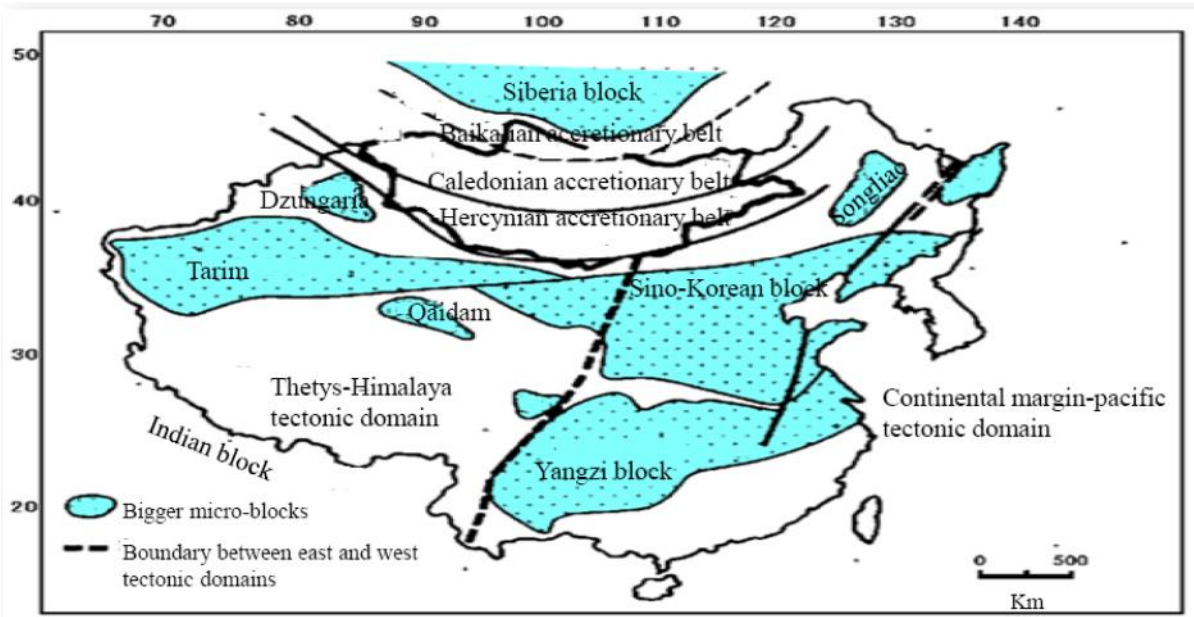 70 80 90 100 110 120 130 140
50
Siberia block
Baikalian accretionary belt
Caledonian accretionary belt
Dzungaria
Songliao
40
Hercynian accretionary belt
Tarim
Sino-Korean block
Qaidam
30
Thetys-Himalaya
tectonic domain
Continental margin-pacific
tectonic domain
Indian block
Yangzi block
20
Bigger micro-blocks
Boundary between east and west
tectonic domains
0 500
Km